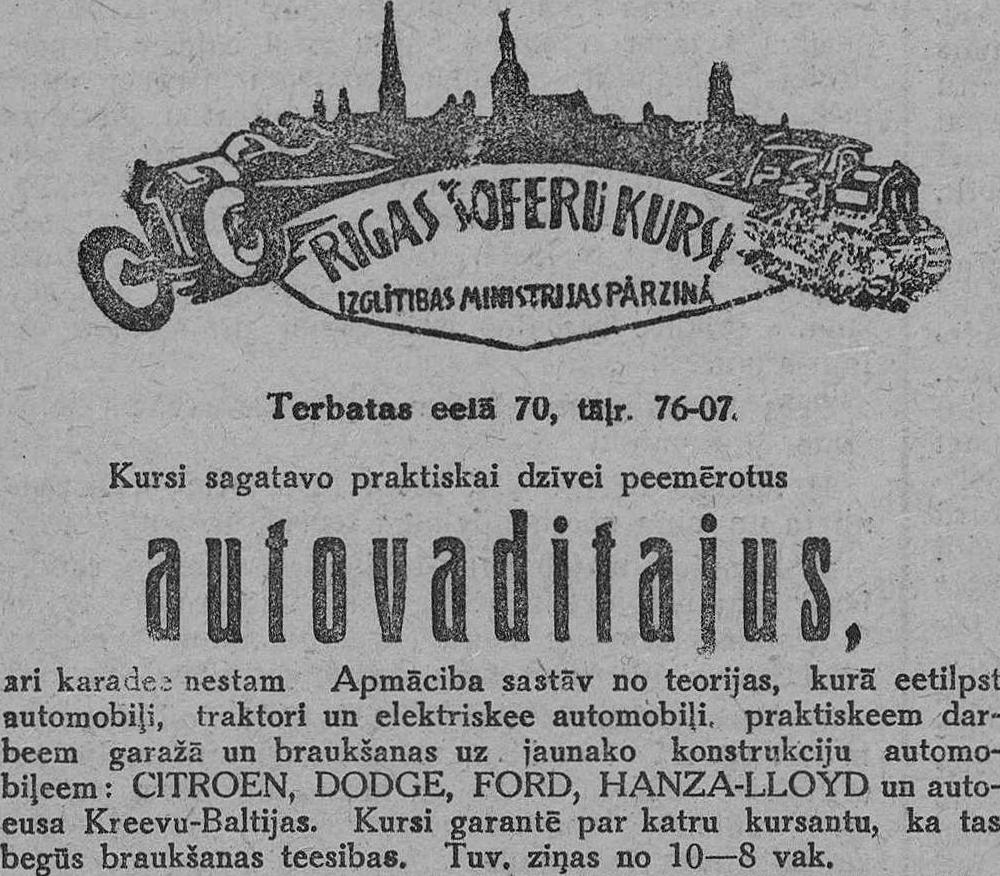 RĪGAS ŠOFERU KURSI
IZGLĪTIBAS MINISTRIJAS PĀRZINĀ
Terbatas eelā 70, tāļr. 76-07.
Kursi sagatavo praktiskai dzīvei peemērotus
autovaditajus,
ari karadee nestam Apmāciba sastāv no teorijas, kurā eetilpst
automobiļi, traktori un elektriskee automobiļi, praktiskeem dar-
beem garažā un braukšanas uz jaunako konstrukciju automo-
biļeem: CITROEN, DODGE, FORD, HANZA-LLOYD un auto-
eusa Kreevu-Baltijas. Kursi garantē par katru kursantu, ka tas
begūs braukšanas teesibas. Tuv. ziņas no 10—8 vak.